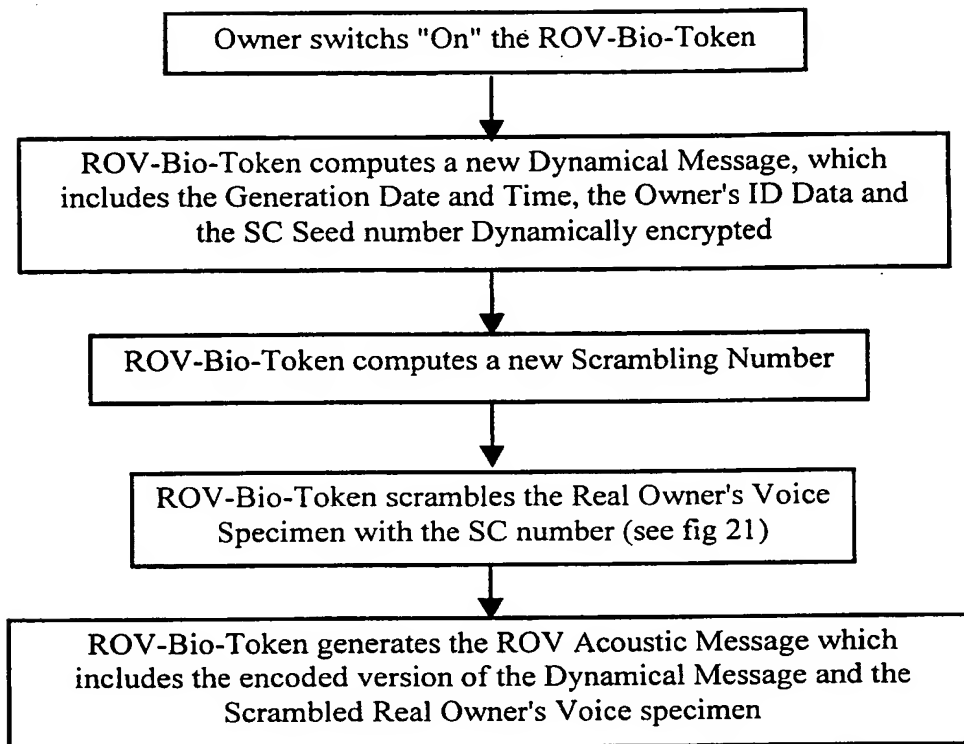 Owner switchs "On" the ROV-Bio-Token
ROV-Bio-Token computes a new Dynamical Message, which
includes the Generation Date and Time, the Owner's ID Data and
the SC Seed number Dynamically encrypted
ROV-Bio-Token computes a new Scrambling Number
ROV-Bio-Token scrambles the Real Owner's Voice
Specimen with the SC number (see fig 21)
ROV-Bio-Token generates the ROV Acoustic Message which
includes the encoded version of the Dynamical Message and the
Scrambled Real Owner's Voice specimen